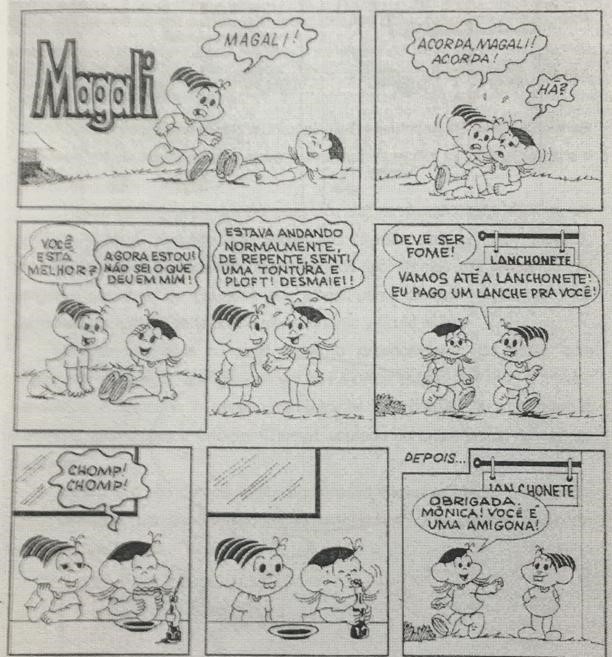 Magali
MAGALI!
ACORDA, MAGALI!
ACORDA!
HÃ?
VOCÊ
ESTÁ
MELHOR?
AGORA ESTOU!
NÃO SEI O QUE
DEU EM MIM!
ESTAVA ANDANDO
NORMALMENTE,
DE REPENTE, SENTI
UMA TONTURA E
PLOFT! DESMAIEI!
DEVE SER
FOME!
LANCHONETE
VAMOS ATÉ A LANCHONETE!
EU PAGO UM LANCHE PRA VOCÊ!
CHOMP!
CHOMP!
DEPOIS...
LANCHONETE
OBRIGADA,
MÔNICA! VOCÊ É
UMA AMIGONA!